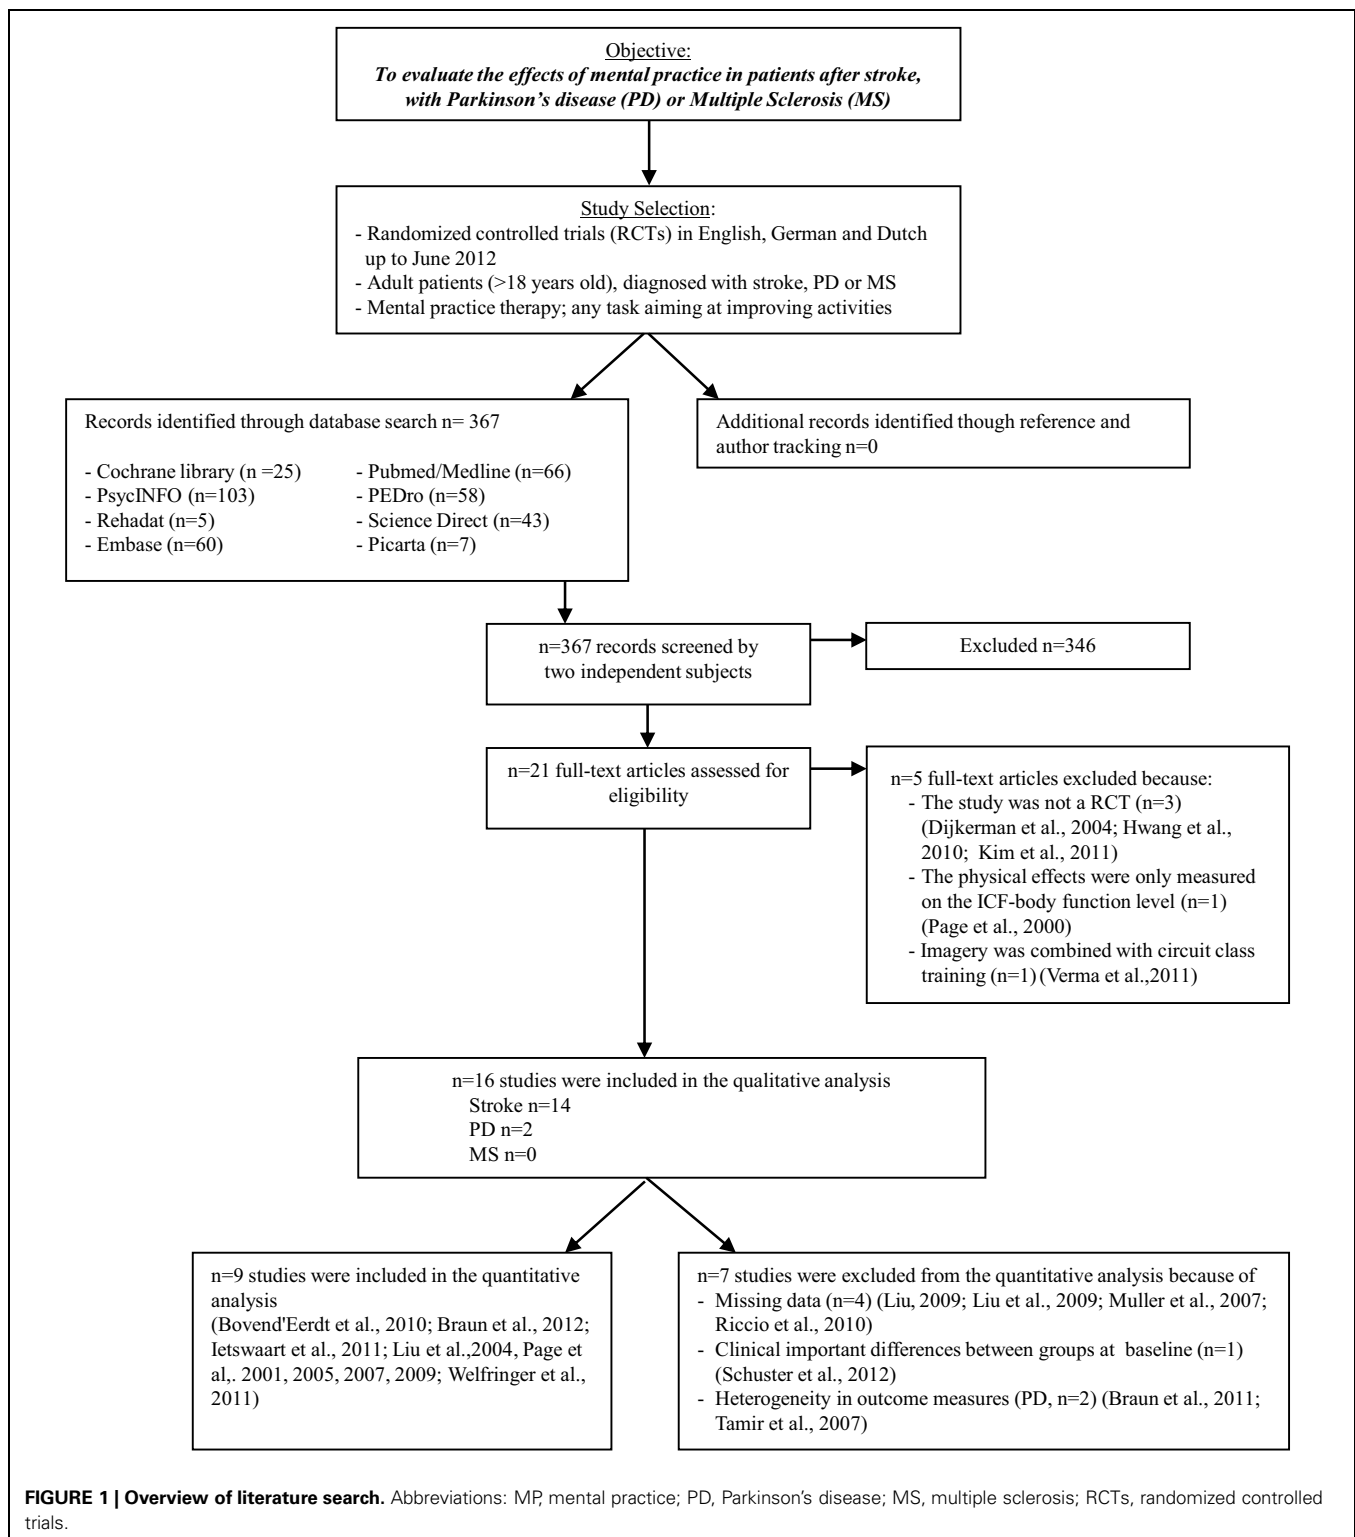 Objective:
To evaluate the effects of mental practice in patients after stroke,
with Parkinson's disease (PD) or Multiple Sclerosis (MS)
Study Selection:
- Randomized controlled trials (RCTs) in English, German and Dutch
up to June 2012
- Adult patients (>18 years old), diagnosed with stroke, PD or MS
- Mental practice therapy; any task aiming at improving activities
Records identified through database search n= 367
- Cochrane library (n =25)
- PsycINFO (n=103)
- Rehadat (n=5)
- Embase (n=60)
- Pubmed/Medline (n=66)
- PEDro (n=58)
- Science Direct (n=43)
- Picarta (n=7)
Additional records identified though reference and
author tracking n=0
n=367 records screened by
two independent subjects
Excluded n=346
n=21 full-text articles assessed for
eligibility
n=5 full-text articles excluded because:
- The study was not a RCT (n=3)
(Dijkerman et al., 2004; Hwang et al.,
2010; Kim et al., 2011)
- The physical effects were only measured
on the ICF-body function level (n=1)
(Page et al., 2000)
- Imagery was combined with circuit class
training (n=1) (Verma et al.,2011)
n=16 studies were included in the qualitative analysis
Stroke n=14
PD n=2
MS n=0
n=9 studies were included in the quantitative
analysis
(Bovend'Eerdt et al., 2010; Braun et al., 2012;
Ietswaart et al., 2011; Liu et al.,2004, Page et
al,. 2001, 2005, 2007, 2009; Welfringer et al.,
2011)
n=7 studies were excluded from the quantitative analysis because of
- Missing data (n=4) (Liu, 2009; Liu et al., 2009; Muller et al., 2007;
Riccio et al., 2010)
- Clinical important differences between groups at baseline (n=1)
(Schuster et al., 2012)
- Heterogeneity in outcome measures (PD, n=2) (Braun et al., 2011;
Tamir et al., 2007)
FIGURE 1 | Overview of literature search. Abbreviations: MP, mental practice; PD, Parkinson's disease; MS, multiple sclerosis; RCTs, randomized controlled
trials.